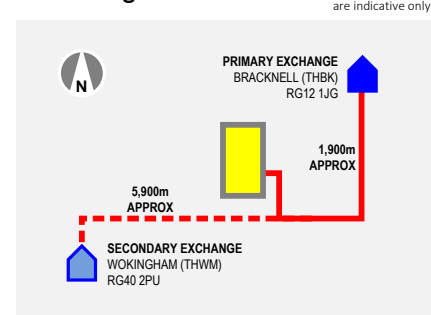 are indicative only
N
PRIMARY EXCHANGE
BRACKNELL (THBK)
RG12 1JG
1,900m
APPROX
5,900m
APPROX
SECONDARY EXCHANGE
WOKINGHAM (THWM)
RG40 2PU